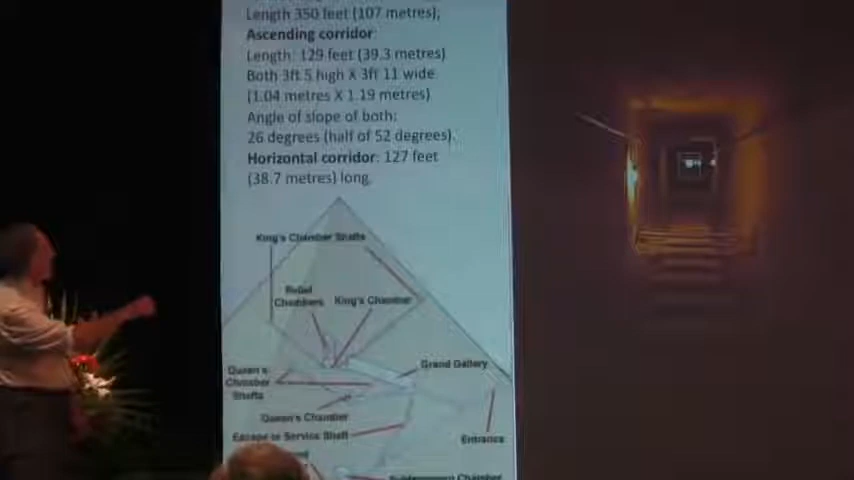 Length 350 feet (107 metres),
Ascending corridor:
Length: 129 feet (39.3 metres)
Both 3ft 5 high X 3ft 11 wide
(1.04 metres X 1.19 metres)
Angle of slope of both:
26 degrees (half of 52 degrees).
Horizontal corridor: 127 feet
(38.7 metres) long.
King's Chamber Shafts
Relief
Chambers
King's Chamber
Grand Gallery
Queen's
Chamber
Shafts
Queen's Chamber
Escape or Service Shaft
Entrance
Subterranean Chamber